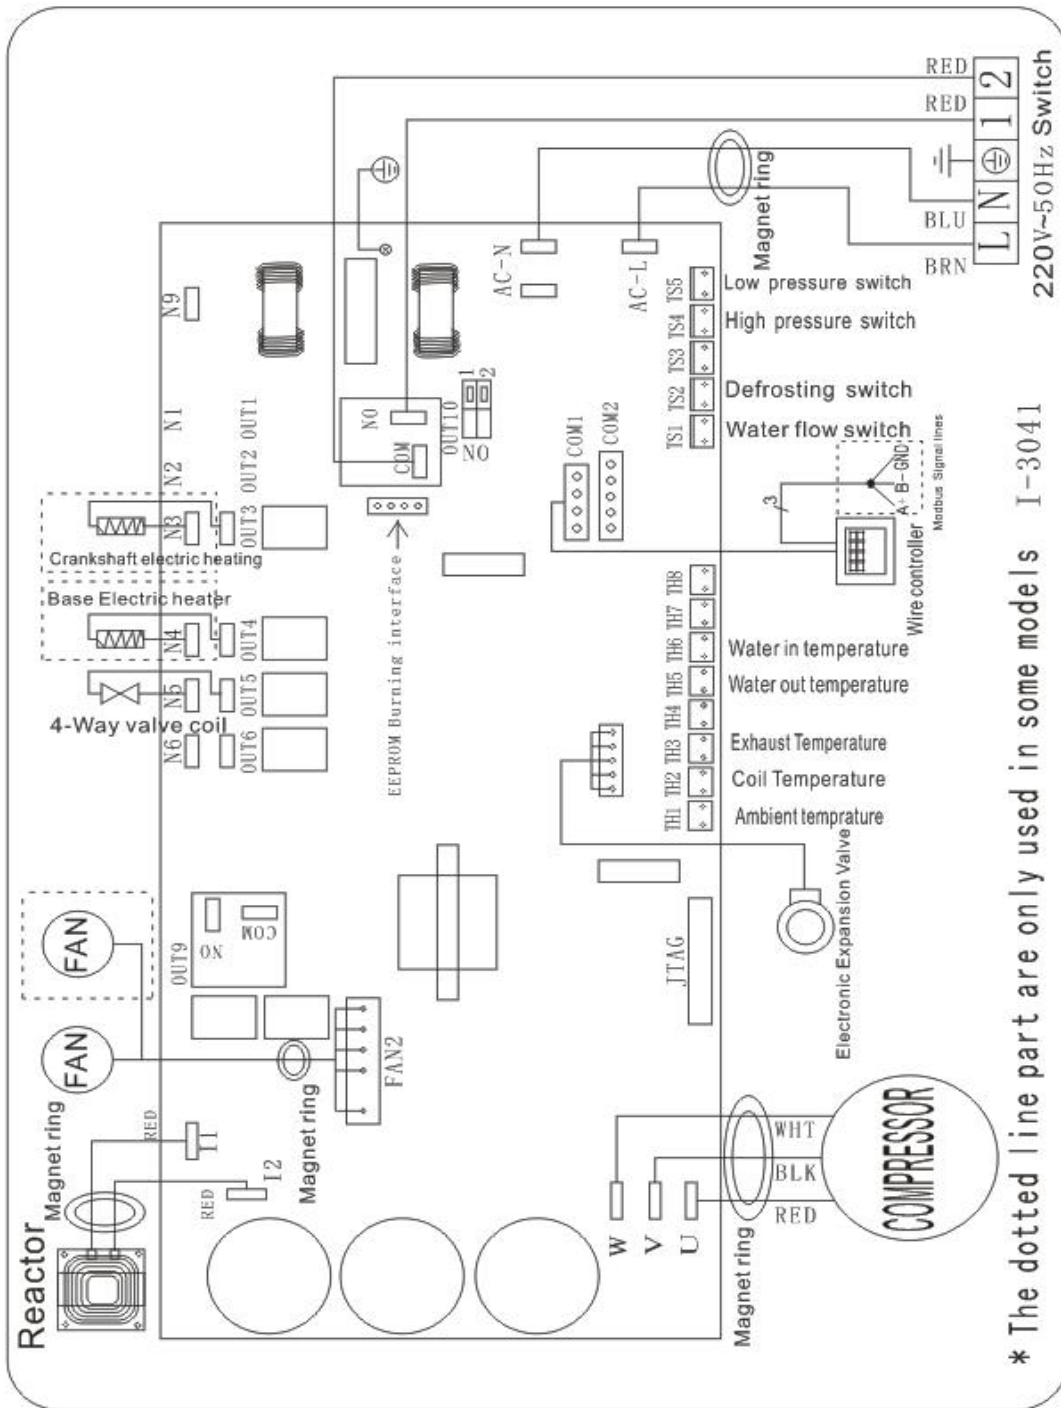 RED
2
RED
1
BLU
N
BRN
L
220V~50Hz Switch
Magnet ring
AC-N
AC-L
N9
N1
N2
N3
OUT1
OUT2
OUT3
Crankshaft electric heating
Base Electric heater
N4
OUT4
N5
OUT5
4-Way valve coil
N6
OUT6
NO
COM
OUT10
1
2
NO
EEPROM Burning interface
COM1
COM2
TS5
Low pressure switch
TS4
High pressure switch
TS3
TS2
Defrosting switch
TS1
Water flow switch
3
A+ B- GND
Modbus Signal lines
Wire controller
TH8
TH7
TH6
Water in temperature
TH5
Water out temperature
TH4
TH3
Exhaust Temperature
TH2
Coil Temperature
TH1
Ambient temprature
Electronic Expansion Valve
JTAG
FAN
FAN
OUT9
NO
COM
FAN2
Magnet ring
Magnet ring
RED
I1
RED
I2
Reactor
W
V
U
WHT
BLK
RED
Magnet ring
COMPRESSOR
* The dotted line part are only used in some models I-3041